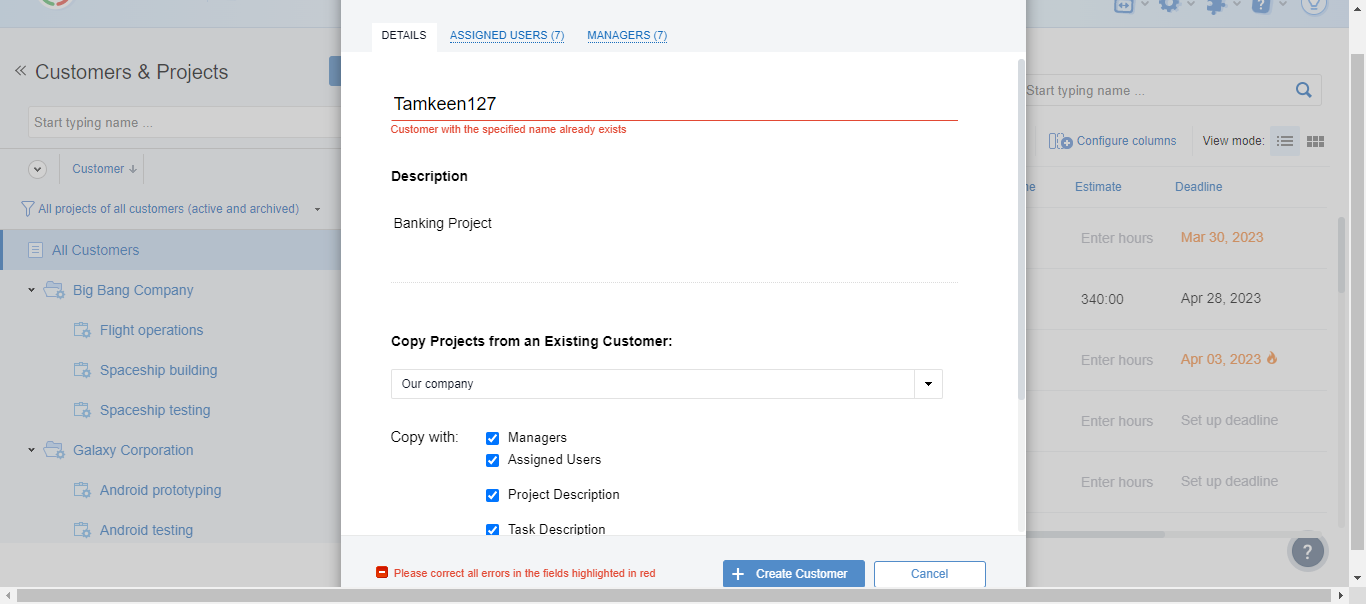 DETAILS
ASSIGNED USERS (7)
MANAGERS (7)
Customers & Projects
Start typing name ...
Customer
All projects of all customers (active and archived)
All Customers
Big Bang Company
Flight operations
Spaceship building
Spaceship testing
Galaxy Corporation
Android prototyping
Android testing
Tamkeen127
Customer with the specified name already exists
Description
Banking Project
Copy Projects from an Existing Customer:
Our company
Copy with:
Managers
Assigned Users
Project Description
Task Description
Please correct all errors in the fields highlighted in red
+ Create Customer
Cancel
Start typing name ...
Configure columns
View mode:
Estimate
Deadline
Enter hours
Mar 30, 2023
340:00
Apr 28, 2023
Enter hours
Apr 03, 2023
Enter hours
Set up deadline
Enter hours
Set up deadline
?